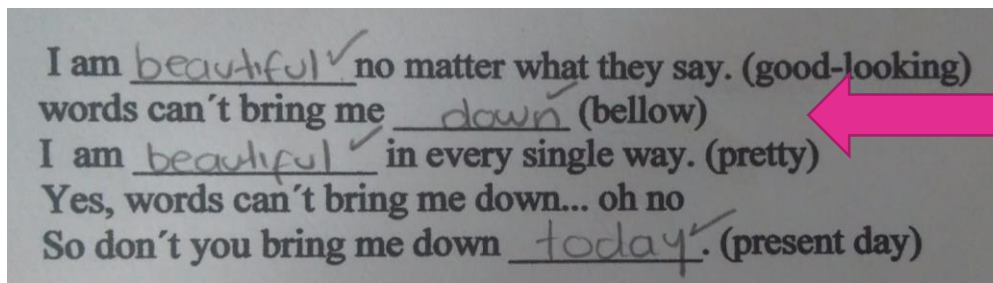 I am beautiful no matter what they say. (good-looking)
words can´t bring me down (bellow)
I am beautiful in every single way. (pretty)
Yes, words can´t bring me down... oh no
So don´t you bring me down today. (present day)